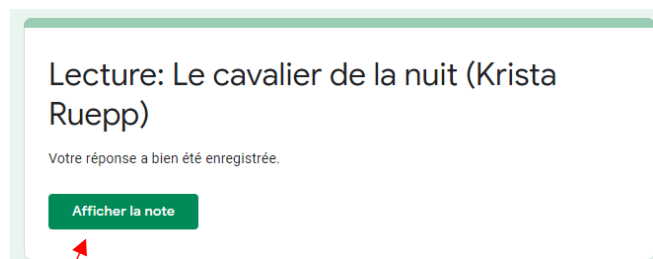 Lecture: Le cavalier de la nuit (Krista
Ruepp)
Votre réponse a bien été enregistrée.
Afficher la note